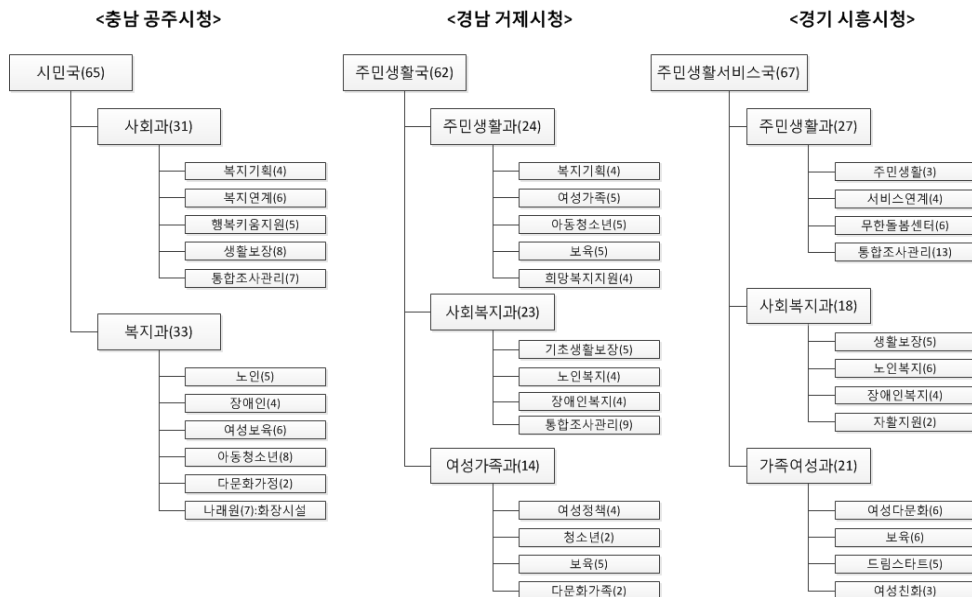 <충남 공주시청>
시민국(65)
사회과(31)
복지기획(4)
복지연계(6)
행복키움지원(5)
생활보장(8)
통합조사관리(7)
복지과(33)
노인(5)
장애인(4)
여성보육(6)
아동청소년(8)
다문화가정(2)
나래원(7):화장시설
<경남 거제시청>
주민생활국(62)
주민생활과(24)
복지기획(4)
여성가족(5)
아동청소년(5)
보육(5)
희망복지지원(4)
사회복지과(23)
기초생활보장(5)
노인복지(4)
장애인복지(4)
통합조사관리(9)
여성가족과(14)
여성정책(4)
청소년(2)
보육(5)
다문화가족(2)
<경기 시흥시청>
주민생활서비스국(67)
주민생활과(27)
주민생활(3)
서비스연계(4)
무한돌봄센터(6)
통합조사관리(13)
사회복지과(18)
생활보장(5)
노인복지(6)
장애인복지(4)
자활지원(2)
가족여성과(21)
여성다문화(6)
보육(6)
드림스타트(5)
여성친화(3)